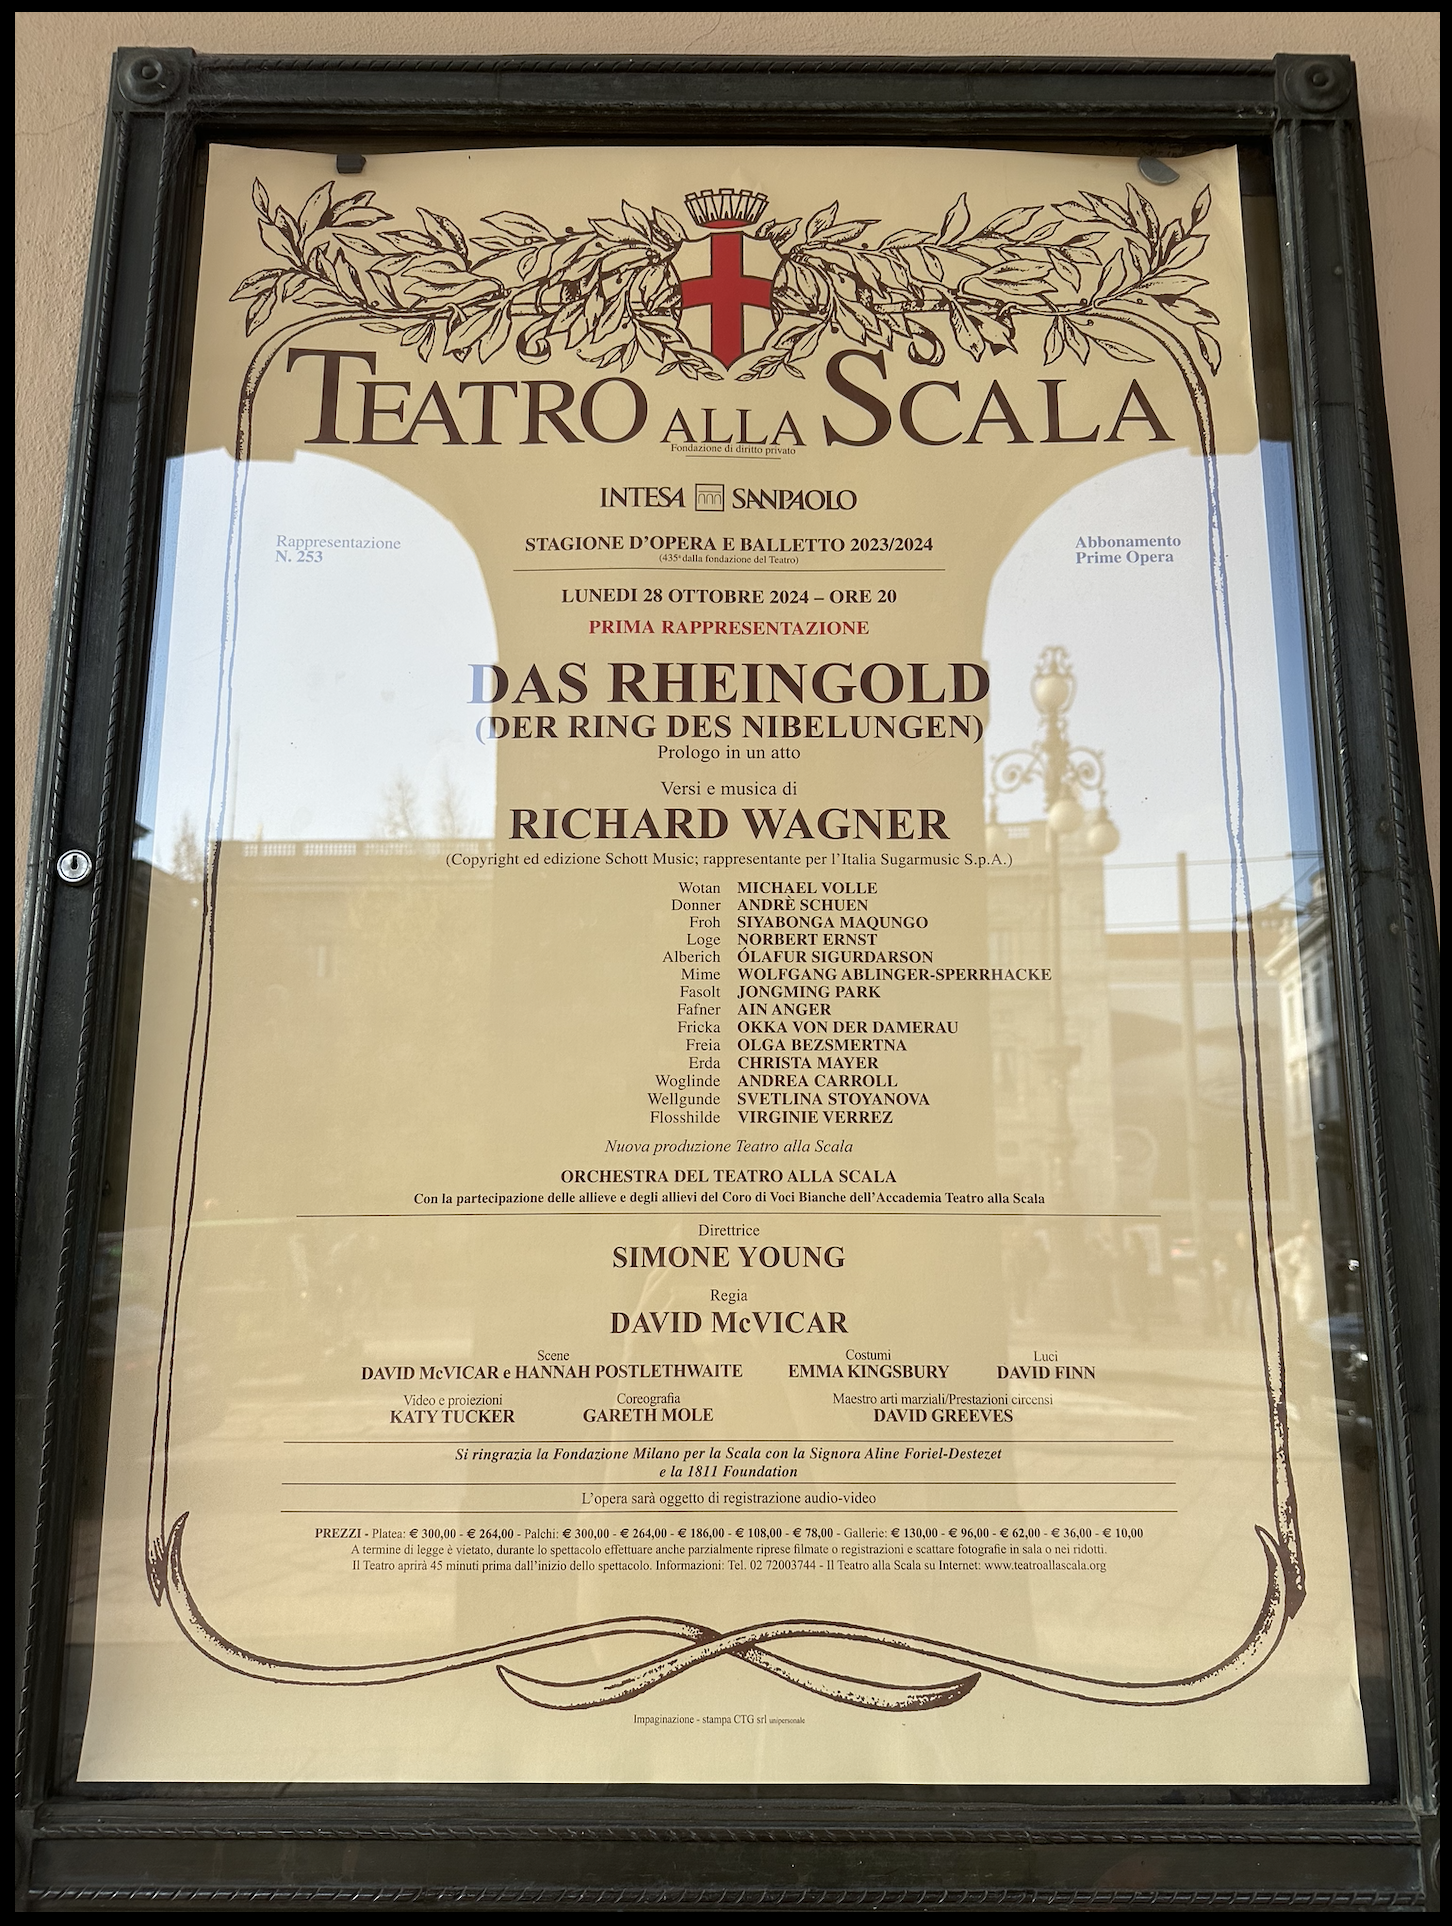 TEATRO ALLA SCALA
Fondazione di diritto privato
INTESA SANPAOLO
Rappresentazione
N. 253
STAGIONE D'OPERA E BALLETTO 2023/2024
(435ª dalla fondazione del Teatro)
Abbonamento
Prime Opera
LUNEDI 28 OTTOBRE 2024 – ORE 20
PRIMA RAPPRESENTAZIONE
DAS RHEINGOLD
(DER RING DES NIBELUNGEN)
Prologo in un atto
Versi e musica di
RICHARD WAGNER
(Copyright ed edizione Schott Music; rappresentante per l'Italia Sugarmusic S.p.A.)
Wotan MICHAEL VOLLE
Donner ANDRÈ SCHUEN
Froh SIYABONGA MAQUNGO
Loge NORBERT ERNST
Alberich ÓLAFUR SIGURDARSON
Mime WOLFGANG ABLINGER-SPERRHACKE
Fasolt JONGMING PARK
Fafner AIN ANGER
Fricka OKKA VON DER DAMERAU
Freia OLGA BEZSMERTNA
Erda CHRISTA MAYER
Woglinde ANDREA CARROLL
Wellgunde SVETLINA STOYANOVA
Flosshilde VIRGINIE VERREZ
Nuova produzione Teatro alla Scala
ORCHESTRA DEL TEATRO ALLA SCALA
Con la partecipazione delle allieve e degli allievi del Coro di Voci Bianche dell'Accademia Teatro alla Scala
Direttrice
SIMONE YOUNG
Regia
DAVID McVICAR
Scene
DAVID McVICAR e HANNAH POSTLETHWAITE
Costumi
EMMA KINGSBURY
Luci
DAVID FINN
Video e proiezioni
KATY TUCKER
Coreografia
GARETH MOLE
Maestro arti marziali/Prestazioni circensi
DAVID GREEVES
Si ringrazia la Fondazione Milano per la Scala con la Signora Aline Foriel-Destezet
e la 1811 Foundation
L'opera sarà oggetto di registrazione audio-video
PREZZI - Platea: € 300,00 - € 264,00 - Palchi: € 300,00 - € 264,00 - € 186,00 - € 108,00 - € 78,00 - Gallerie: € 130,00 - € 96,00 - € 62,00 - € 36,00 - € 10,00
A termine di legge è vietato, durante lo spettacolo effettuare anche parzialmente riprese filmate o registrazioni e scattare fotografie in sala o nei ridotti.
Il Teatro aprirà 45 minuti prima dall'inizio dello spettacolo. Informazioni: Tel. 02 72003744 - Il Teatro alla Scala su Internet: www.teatroallascala.org
Impaginazione - stampa CTG srl unipersonale